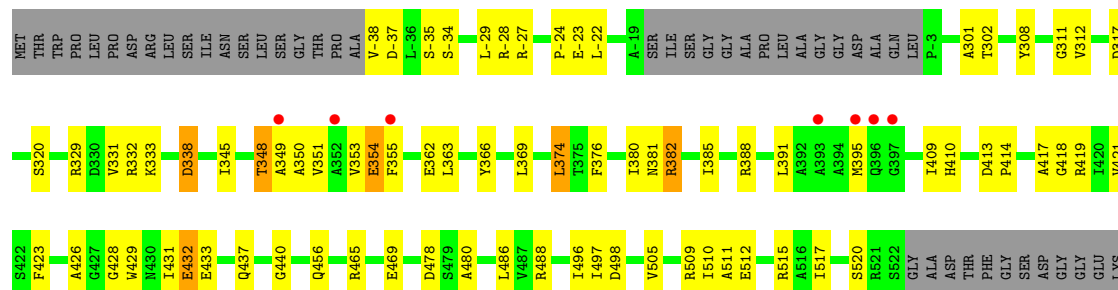 MET THR TRP PRO LEU PRO ASP ARG LEU SER ILE ASN SER LEU SER GLY THR PRO ALA V-38 D-37 L-36 S-35 S-34 L-29 R-28 R-27 P-24 E-23 L-22 A-19 SER ILE SER GLY GLY ALA PRO LEU ALA GLY GLY ASP ALA GLN LEU P-3 A301 T302 Y308 G311 V312 D317
S320 R329 D330 V331 R332 K333 D338 I345 T348 A349 A350 V351 A352 V353 E354 F355 E362 L363 Y366 L369 L374 T375 F376 I380 N381 R382 I385 R388 L391 A392 A393 A394 M395 Q396 G397 I409 H410 D413 P414 A417 G418 R419 I420 V421
S422 F423 A426 G427 G428 W429 N430 I431 E432 E433 Q437 G440 Q456 R465 E469 D478 S479 A480 L486 V487 R488 I496 I497 D498 V505 R509 I510 A511 E512 R515 A516 I517 S520 R521 S522 GLY ALA ASP THR PHE GLY SER ASP GLY GLY GLU LYS